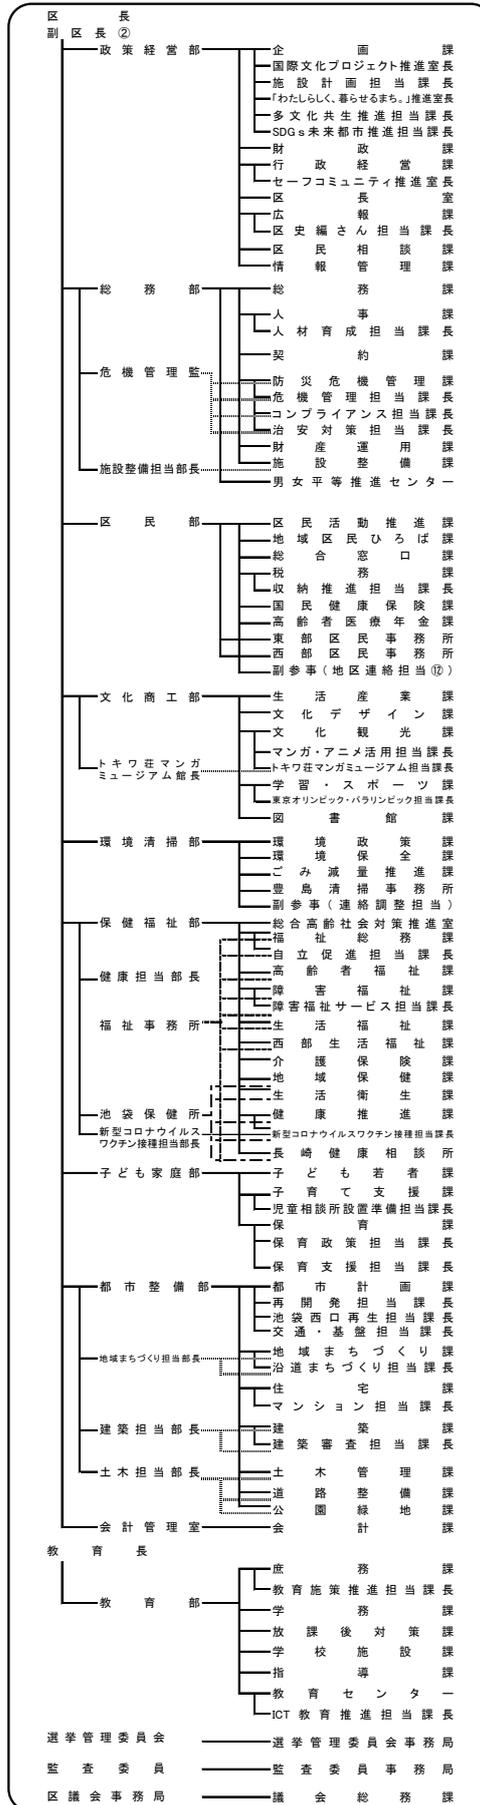 区長
副区長②
政策経営部
企画課
国際文化プロジェクト推進室長
施設計画担当課長
「わたしらしく、暮らせるまち。」推進室長
多文化共生推進担当課長
SDGs未来都市推進担当課長
財政課
行政経営課
セーフコミュニティ推進室長
区長室
広報課
区史編さん担当課長
区民相談課
情報管理課
総務部
総務課
人事課
人材育成担当課長
契約課
危機管理監
防災危機管理課
危機管理担当課長
コンプライアンス担当課長
治安対策担当課長
財産運用課
施設整備担当部長
施設整備課
男女平等推進センター
区民部
区民活動推進課
地域区民ひろば課
総合窓口課
税務課
収納推進担当課長
国民健康保険課
高齢者医療年金課
東部区民事務所
西部区民事務所
副参事(地区連絡担当⑫)
文化商工部
生活産業課
文化デザイン課
文化観光課
マンガ・アニメ活用担当課長
トキワ荘マンガ
ミュージアム館長
トキワ荘マンガミュージアム担当課長
学習・スポーツ課
東京オリンピック・パラリンピック担当課長
図書館課
環境清掃部
環境政策課
環境保全課
ごみ減量推進課
豊島清掃事務所
副参事(連絡調整担当)
保健福祉部
総合高齢社会対策推進室
福祉総務課
自立促進担当課長
健康担当部長
高齢者福祉課
障害福祉課
障害福祉サービス担当課長
福祉事務所
生活福祉課
西部生活福祉課
介護保険課
地域保健課
生活衛生課
池袋保健所
健康推進課
新型コロナウイルス
ワクチン接種担当部長
新型コロナウイルスワクチン接種担当課長
長崎健康相談所
子ども家庭部
子ども若者課
子育て支援課
児童相談所設置準備担当課長
保育課
保育政策担当課長
保育支援担当課長
都市整備部
都市計画課
再開発担当課長
池袋西口再生担当課長
交通・基盤担当課長
地域まちづくり担当部長
地域まちづくり課
沿道まちづくり担当課長
住宅課
マンション担当課長
建築担当部長
建築課
建築審査担当課長
土木担当部長
土木管理課
道路整備課
公園緑地課
会計管理室
会計課
教育長
教育部
庶務課
教育施策推進担当課長
学務課
放課後対策課
学校施設課
指導課
教育センター
ICT教育推進担当課長
選挙管理委員会
選挙管理委員会事務局
監査委員
監査委員事務局
区議会事務局
議会総務課